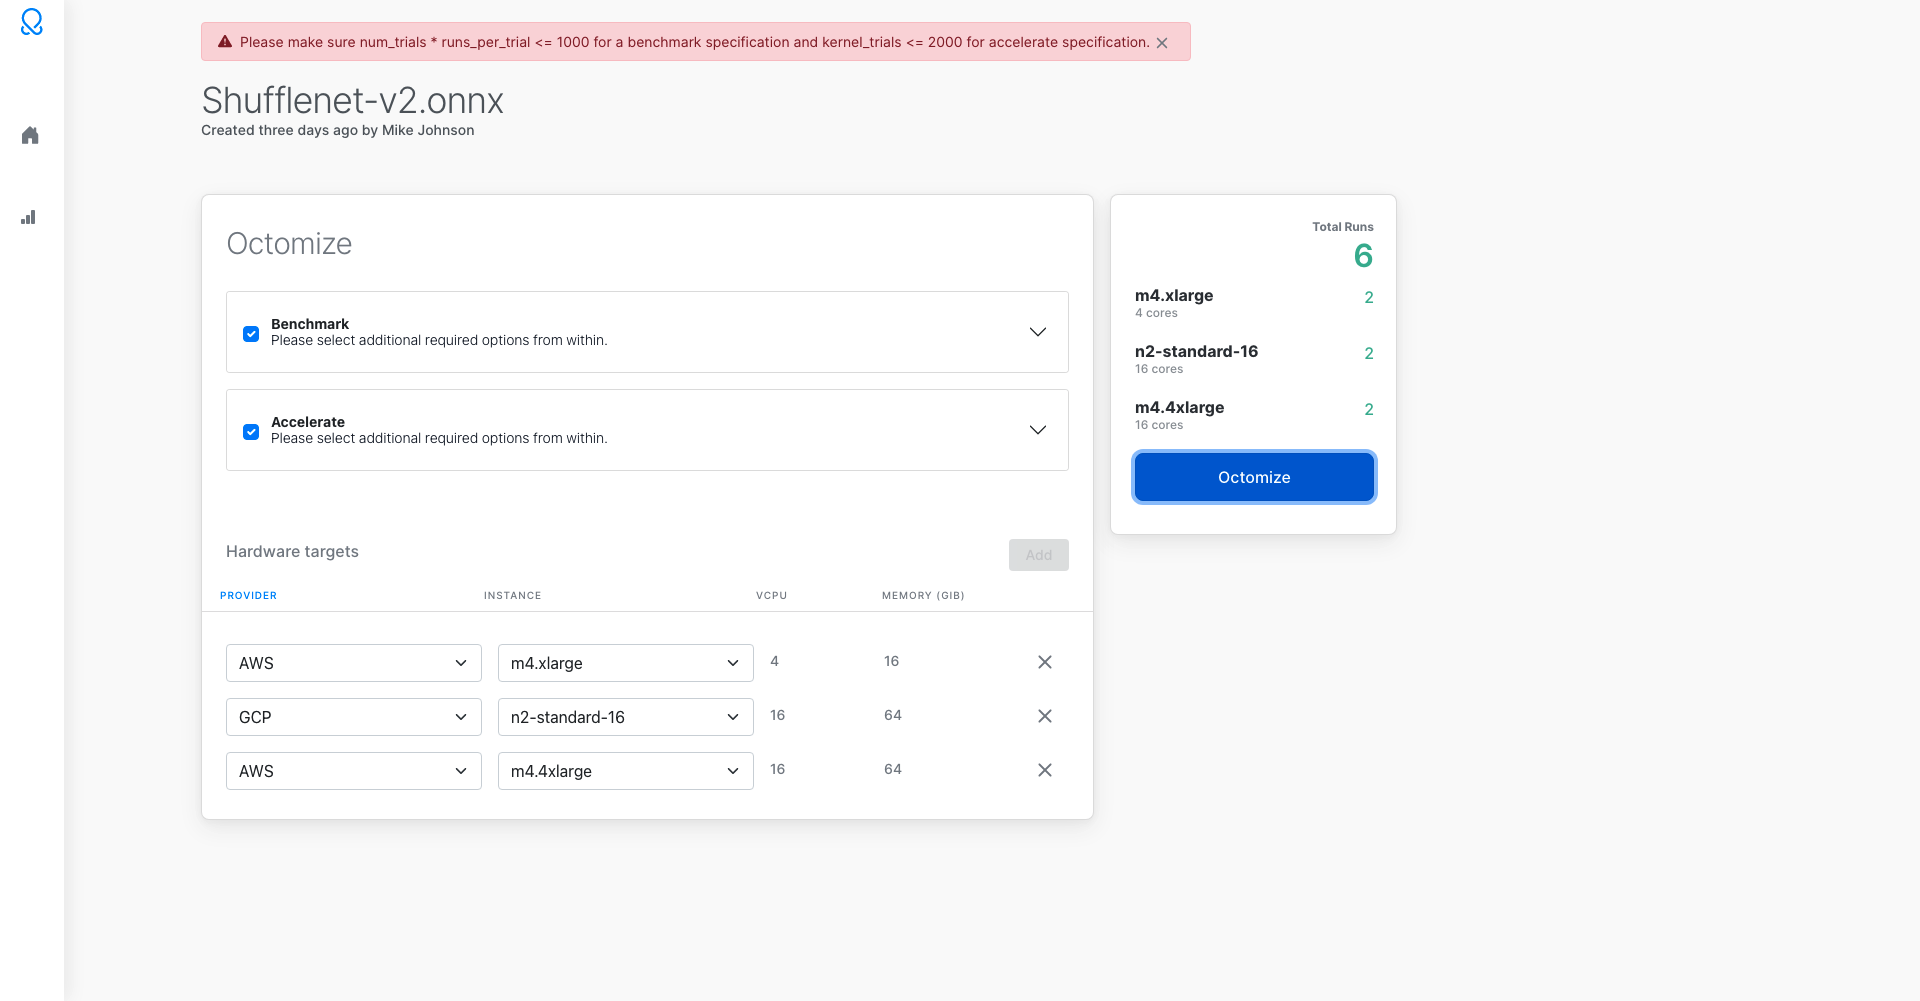 Please make sure num_trials * runs_per_trial <= 1000 for a benchmark specification and kernel_trials <= 2000 for accelerate specification.
Shufflenet-v2.onnx
Created three days ago by Mike Johnson
Octomize
Benchmark
Please select additional required options from within.
Accelerate
Please select additional required options from within.
Hardware targets
Add
PROVIDER INSTANCE VCPU MEMORY (GIB)
AWS m4.xlarge 4 16
GCP n2-standard-16 16 64
AWS m4.4xlarge 16 64
Total Runs
6
m4.xlarge 2
4 cores
n2-standard-16 2
16 cores
m4.4xlarge 2
16 cores
Octomize